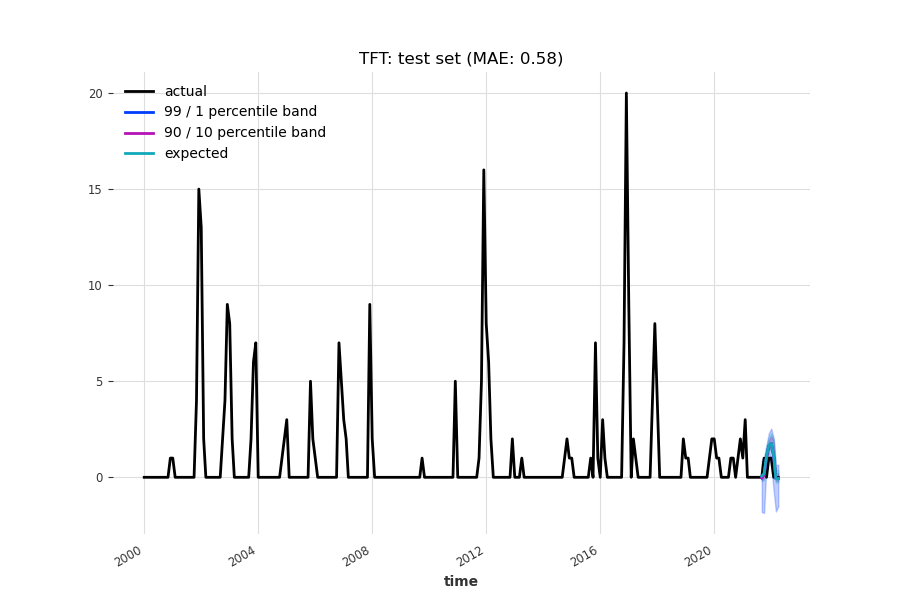 TFT: test set (MAE: 0.58)
actual
99 / 1 percentile band
90 / 10 percentile band
expected
20
15
10
5
0
2000
2004
2008
2012
2016
2020
time